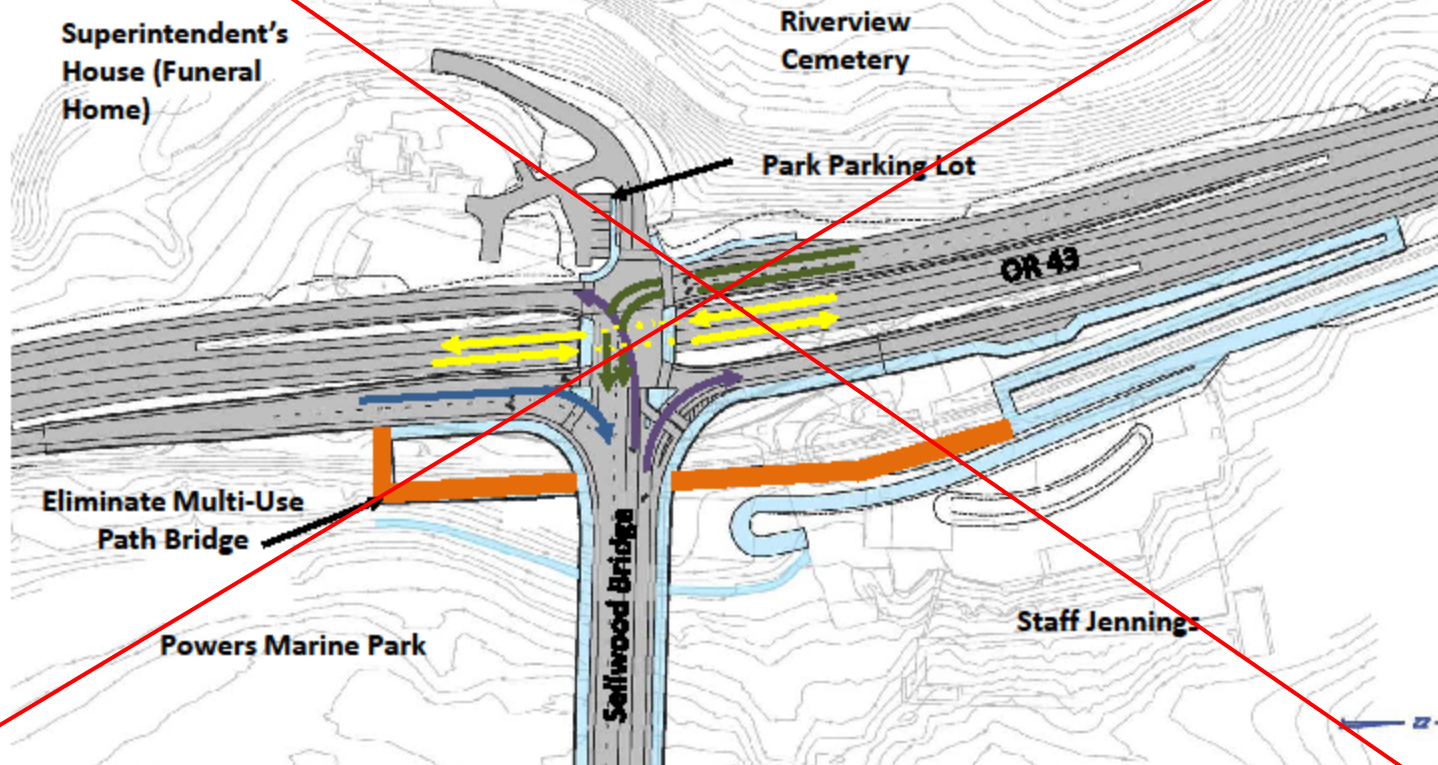 Superintendent's
House (Funeral
Home)
Riverview
Cemetery
Park Parking Lot
OR 43
Eliminate Multi-Use
Path Bridge
Sellwood Bridge
Staff Jennings
Powers Marine Park